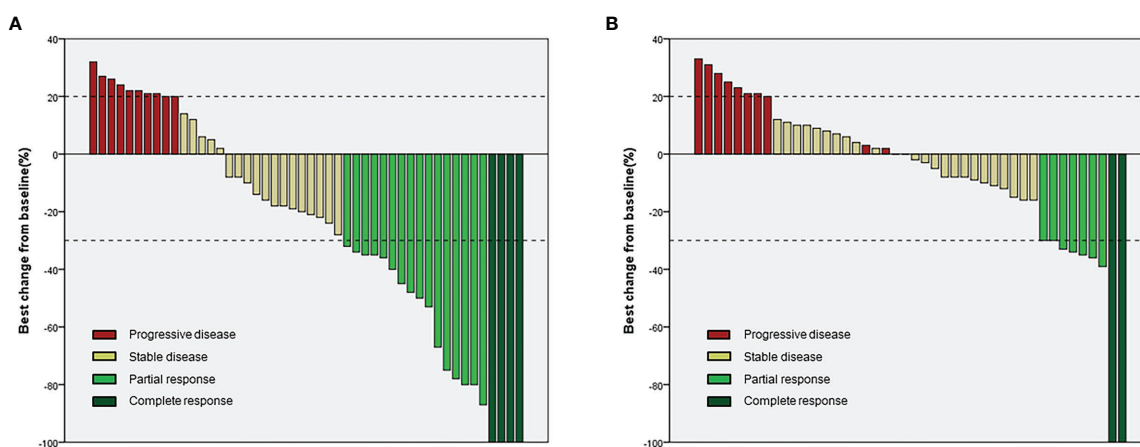 A
Best change from baseline(%)
40
20
0
-20
-40
-60
-80
-100
Progressive disease
Stable disease
Partial response
Complete response
B
Best change from baseline(%)
40
20
0
-20
-40
-60
-80
-100
Progressive disease
Stable disease
Partial response
Complete response